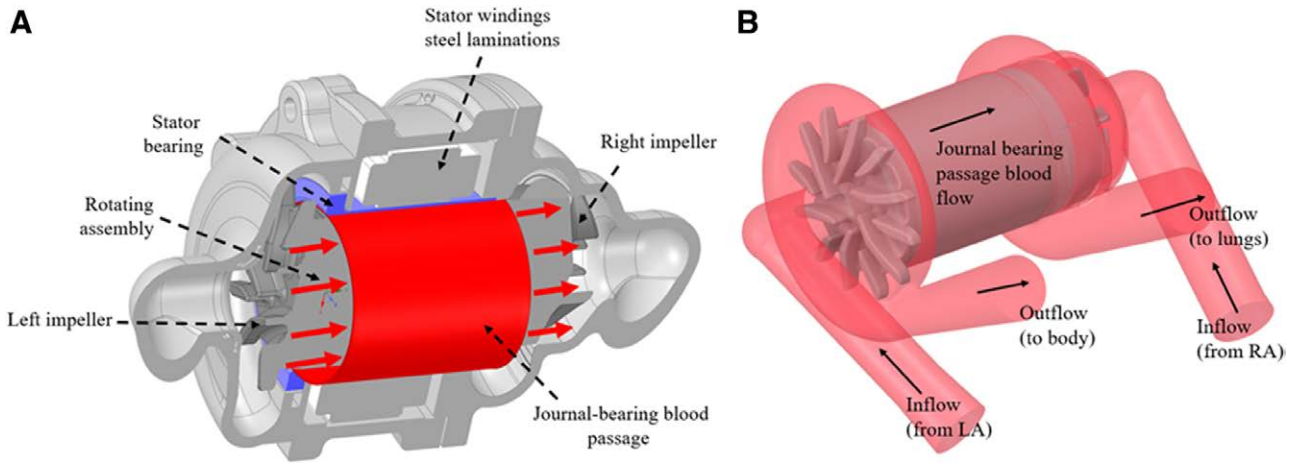 A
Stator windings
steel laminations
Stator
bearing
Right impeller
Rotating
assembly
Left impeller
Journal-bearing blood
passage
B
Journal bearing
passage blood
flow
Outflow
(to lungs)
Outflow
(to body)
Inflow
(from RA)
Inflow
(from LA)